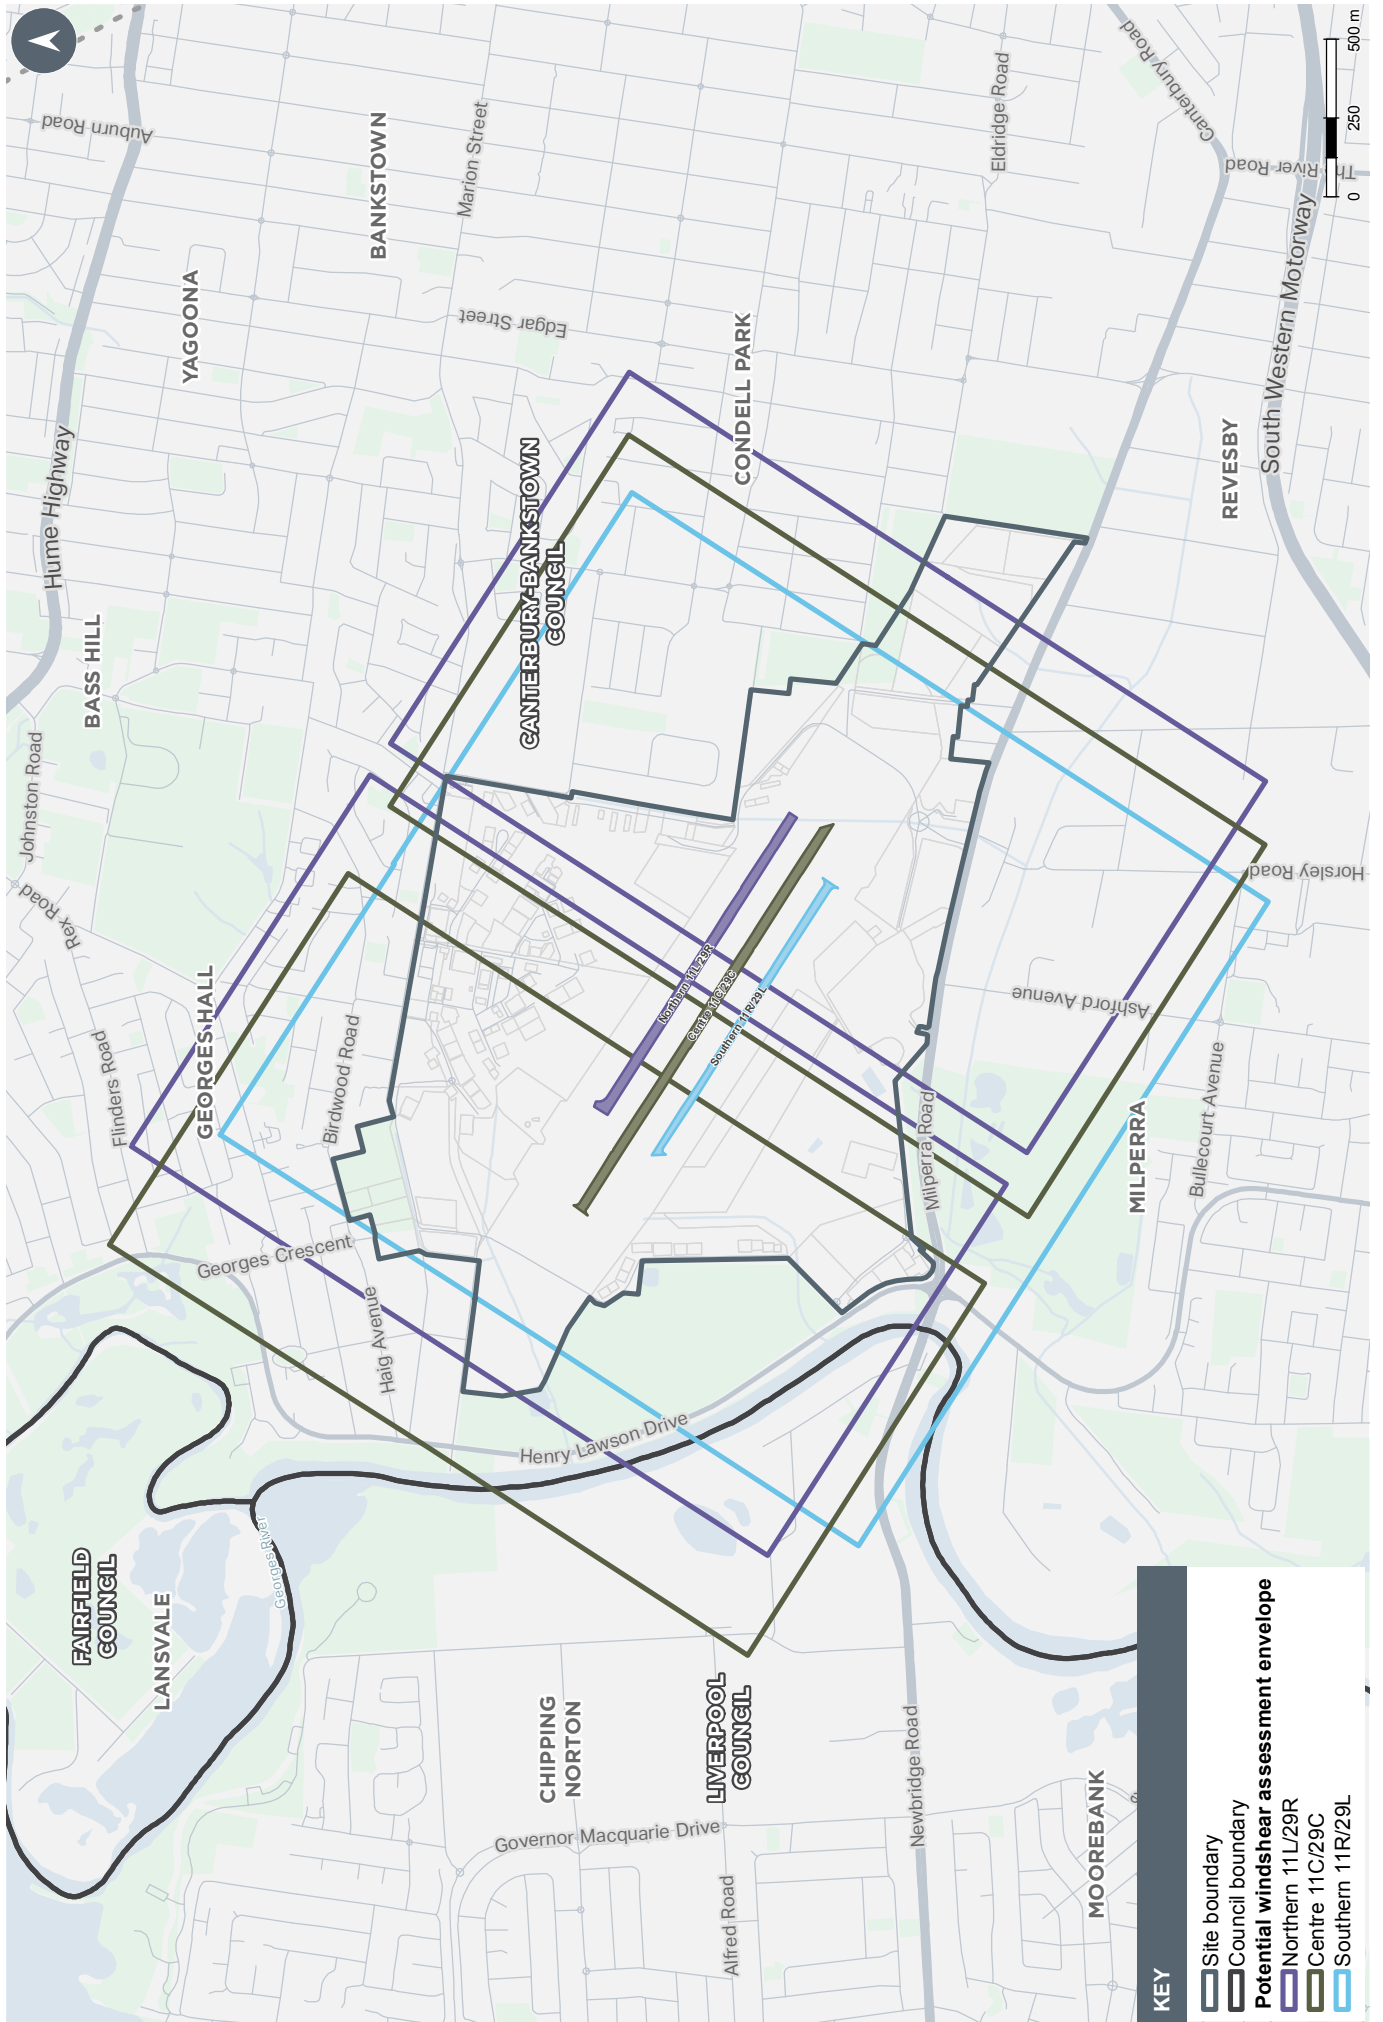 Hume Highway
Auburn Road
YAGOONA
BANKSTOWN
Marion Street
Edgar Street
BASS HILL
Johnston Road
Rex Road
Flinders Road
GEORGES HALL
Birdwood Road
Georges Crescent
Haig Avenue
Henry Lawson Drive
Georges River
FAIRFIELD
COUNCIL
LANSVALE
CANTERBURY-BANKSTOWN
COUNCIL
CONDELL PARK
Eldridge Road
Canterbury Road
The River Road
South Western Motorway
REVESBY
Northern 11L/29R
Centre 11C/29C
Southern 11R/29L
Horsley Road
Ashford Avenue
Milperra Road
MILPERRA
Bullecourt Avenue
CHIPPING
NORTON
LIVERPOOL
COUNCIL
Governor Macquarie Drive
Alfred Road
Newbridge Road
MOOREBANK
0
250
500 m
KEY
Site boundary
Council boundary
Potential windshear assessment envelope
Northern 11L/29R
Centre 11C/29C
Southern 11R/29L